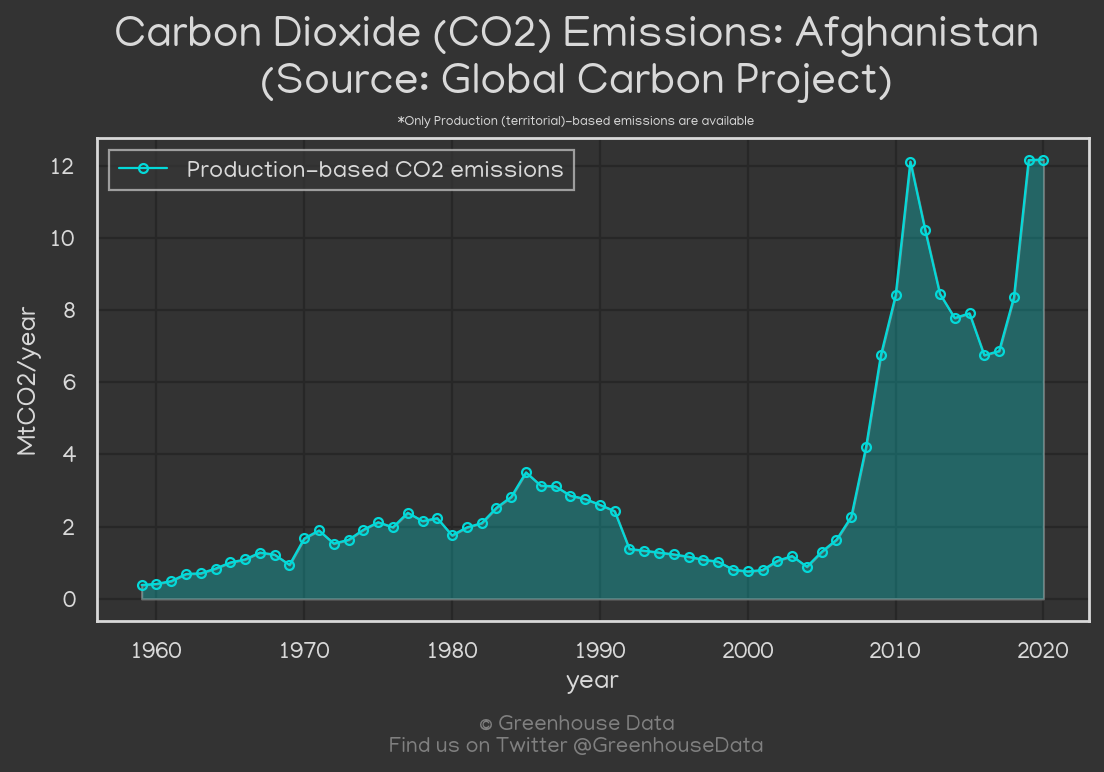 Carbon Dioxide (CO2) Emissions: Afghanistan
(Source: Global Carbon Project)
*Only Production (territorial)-based emissions are available
Production-based CO2 emissions
MtCO2/year
12
10
8
6
4
2
0
1960 1970 1980 1990 2000 2010 2020
year
© Greenhouse Data
Find us on Twitter @GreenhouseData